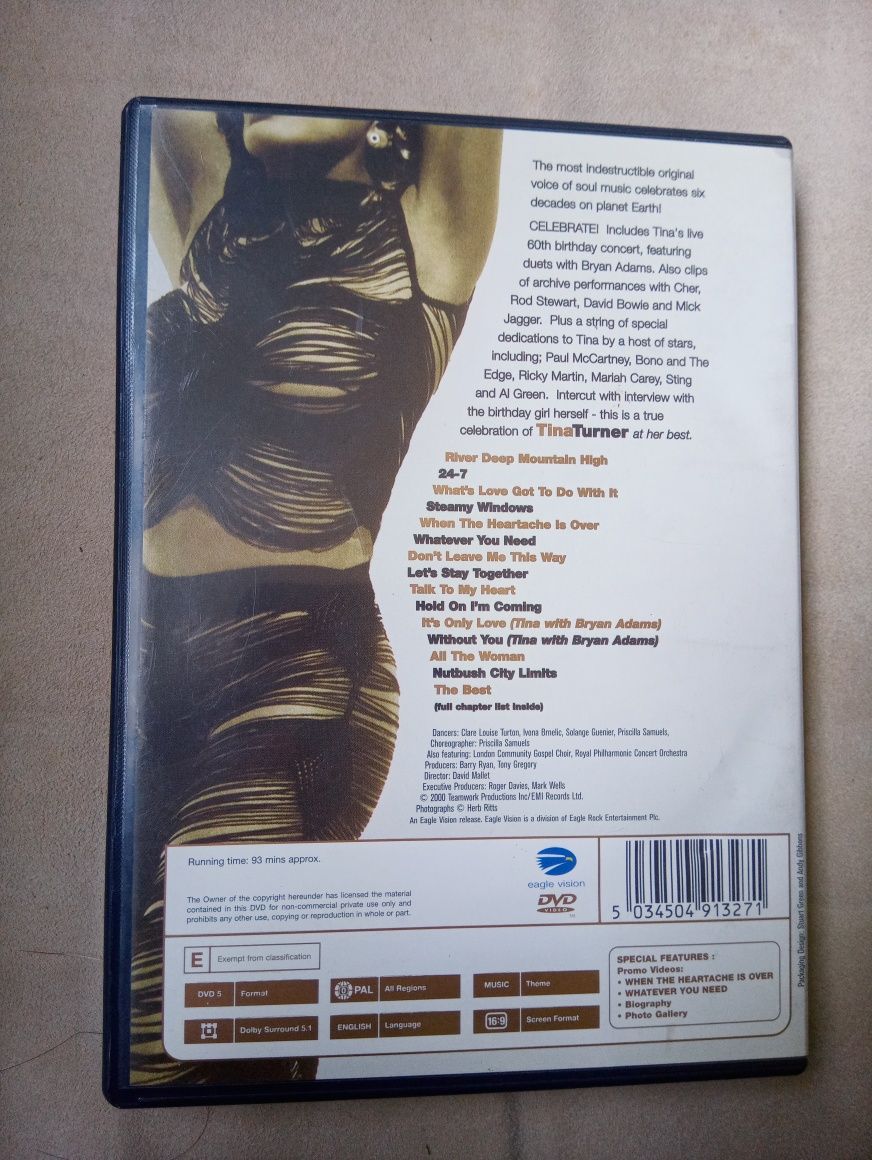 The most indestructible original
voice of soul music celebrates six
decades on planet Earth!
CELEBRATE! Includes Tina's live
60th birthday concert, featuring
duets with Bryan Adams. Also clips
of archive performances with Cher,
Rod Stewart, David Bowie and Mick
Jagger. Plus a string of special
dedications to Tina by a host of stars,
including; Paul McCartney, Bono and The
Edge, Ricky Martin, Mariah Carey, Sting
and Al Green. Intercut with interview with
the birthday girl herself - this is a true
celebration of TinaTurner at her best.
River Deep Mountain High
24-7
What's Love Got To Do With It
Steamy Windows
When The Heartache Is Over
Whatever You Need
Don't Leave Me This Way
Let's Stay Together
Talk To My Heart
Hold On I'm Coming
It's Only Love (Tina with Bryan Adams)
Without You (Tina with Bryan Adams)
All The Woman
Nutbush City Limits
The Best
(full chapter list inside)
Dancers: Clare Louise Turton, Ivona Brnelic, Solange Guenier, Priscilla Samuels,
Choreographer: Priscilla Samuels
Also featuring: London Community Gospel Choir, Royal Philharmonic Concert Orchestra
Producers: Barry Ryan, Tony Gregory
Director: David Mallet
Executive Producers: Roger Davies, Mark Wells
© 2000 Teamwork Productions Inc/EMI Records Ltd.
Photographs © Herb Ritts
An Eagle Vision release. Eagle Vision is a division of Eagle Rock Entertainment Plc.
Running time: 93 mins approx.
The Owner of the copyright hereunder has licensed the material
contained in this DVD for non-commercial private use only and
prohibits any other use, copying or reproduction in whole or part.
eagle vision
DVD
VIDEO
TM
5 034504 913271
Packaging Design: Stuart Green and Andy Gibbons
E Exempt from classification
DVD 5 Format
PAL All Regions
MUSIC Theme
Dolby Surround 5.1
ENGLISH Language
16:9 Screen Format
SPECIAL FEATURES :
Promo Videos:
• WHEN THE HEARTACHE IS OVER
• WHATEVER YOU NEED
• Biography
• Photo Gallery